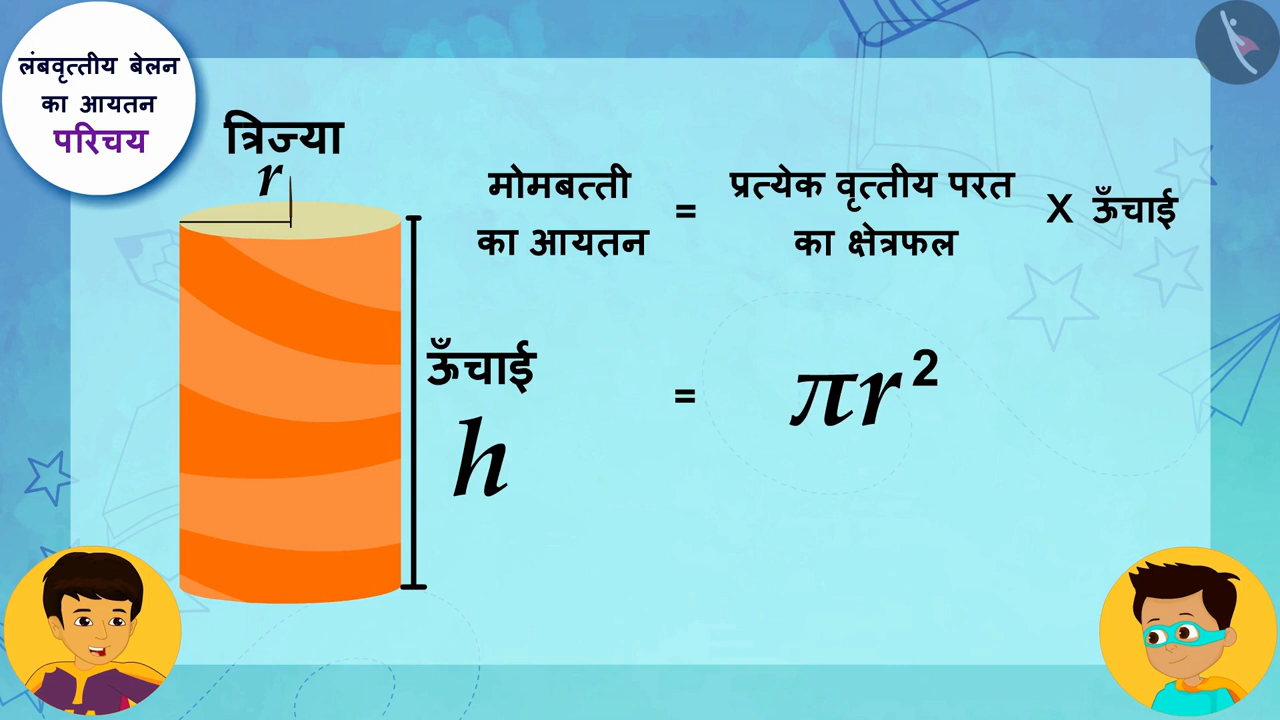 लंबवृत्तीय बेलन
का आयतन
परिचय
त्रिज्या
r
मोमबत्ती
का आयतन
=
प्रत्येक वृत्तीय परत
का क्षेत्रफल
X ऊँचाई
ऊँचाई
h
= πr²